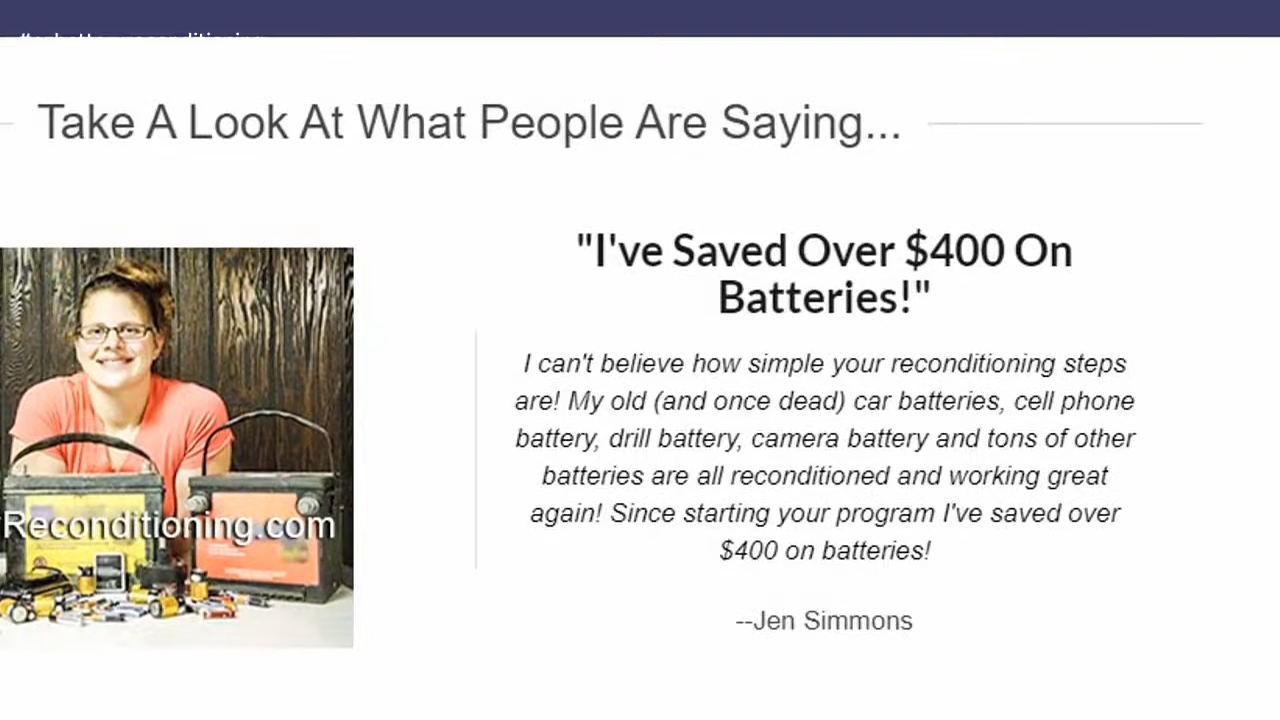 Take A Look At What People Are Saying...
"I've Saved Over $400 On
Batteries!"
I can't believe how simple your reconditioning steps
are! My old (and once dead) car batteries, cell phone
battery, drill battery, camera battery and tons of other
batteries are all reconditioned and working great
again! Since starting your program I've saved over
$400 on batteries!
--Jen Simmons
Reconditioning.com